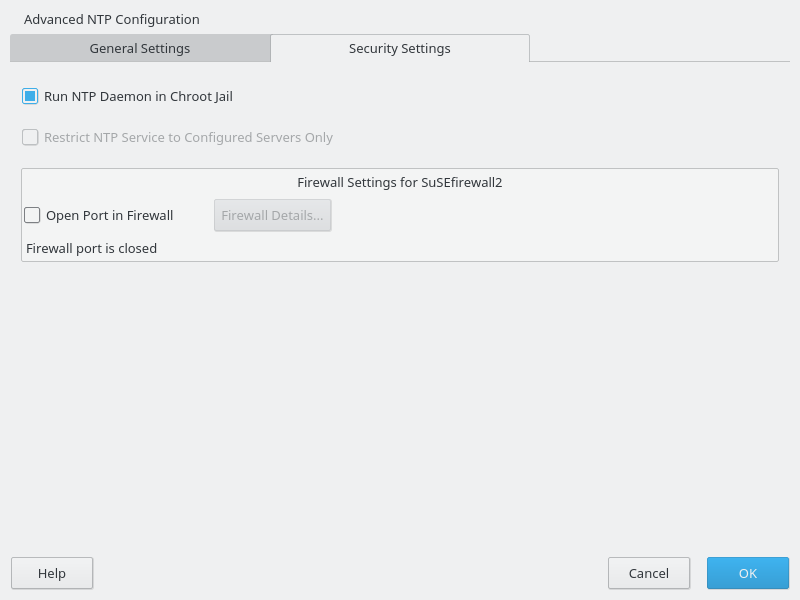 Advanced NTP Configuration
General Settings
Security Settings
Run NTP Daemon in Chroot Jail
Restrict NTP Service to Configured Servers Only
Firewall Settings for SuSEfirewall2
Open Port in Firewall
Firewall Details...
Firewall port is closed
Help
Cancel
OK